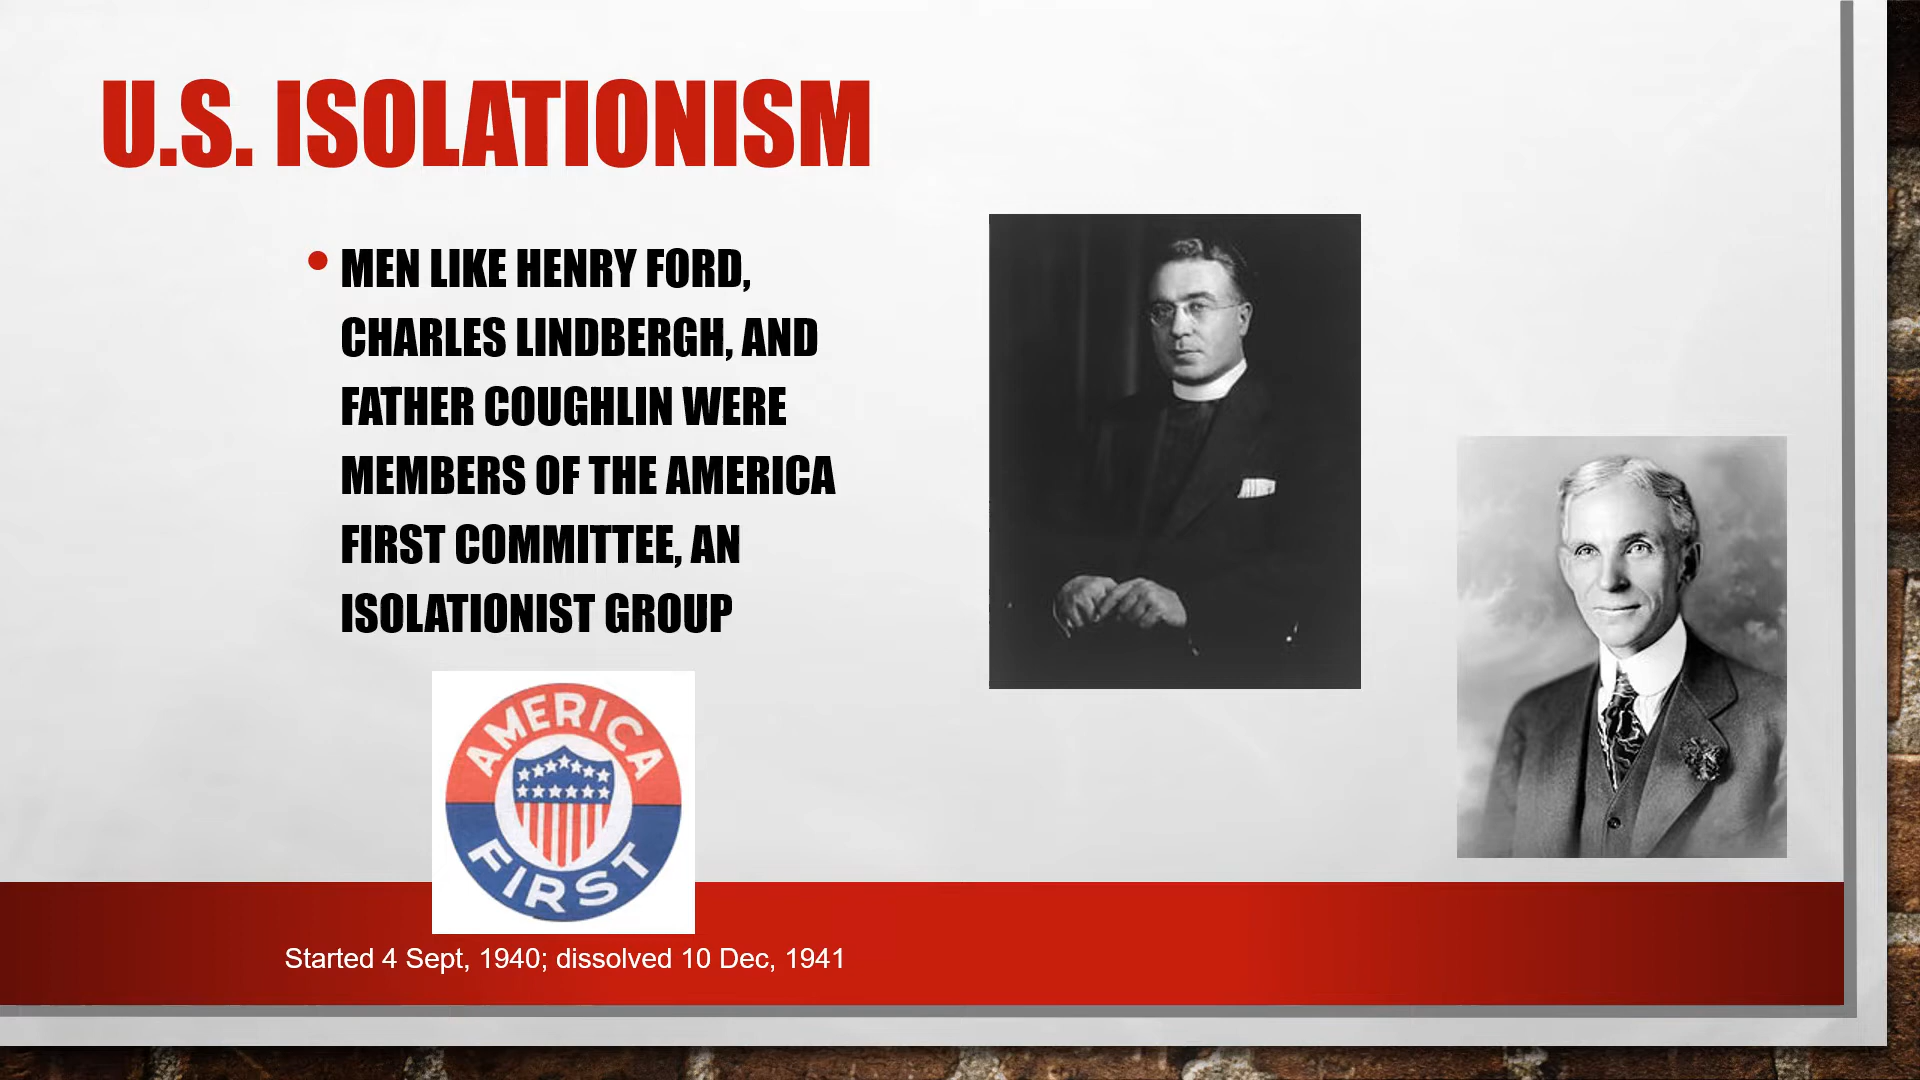 U.S. ISOLATIONISM
• MEN LIKE HENRY FORD,
CHARLES LINDBERGH, AND
FATHER COUGHLIN WERE
MEMBERS OF THE AMERICA
FIRST COMMITTEE, AN
ISOLATIONIST GROUP
AMERICA
FIRST
Started 4 Sept, 1940; dissolved 10 Dec, 1941